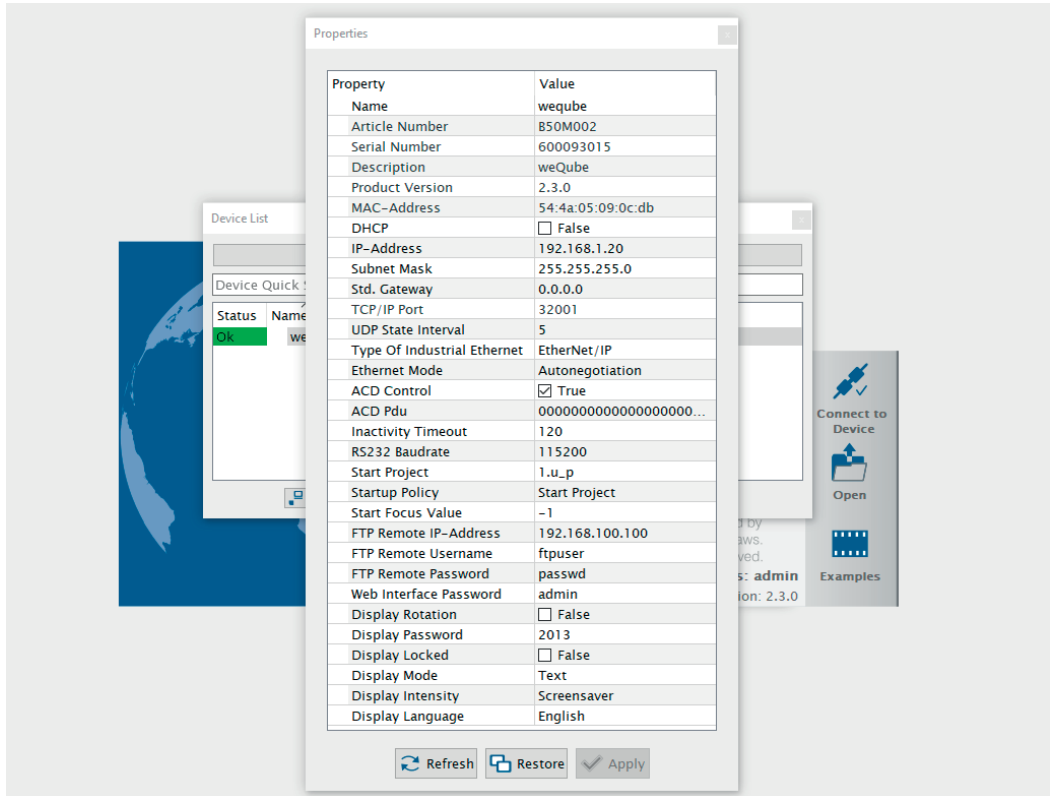 Properties
x
Property Value
Name weqube
Article Number B50M002
Serial Number 600093015
Description weQube
Product Version 2.3.0
MAC-Address 54:4a:05:09:0c:db
DHCP False
IP-Address 192.168.1.20
Subnet Mask 255.255.255.0
Std. Gateway 0.0.0.0
TCP/IP Port 32001
UDP State Interval 5
Type Of Industrial Ethernet EtherNet/IP
Ethernet Mode Autonegotiation
ACD Control True
ACD Pdu 00000000000000000000...
Inactivity Timeout 120
RS232 Baudrate 115200
Start Project 1.u_p
Startup Policy Start Project
Start Focus Value -1
FTP Remote IP-Address 192.168.100.100
FTP Remote Username ftpuser
FTP Remote Password passwd
Web Interface Password admin
Display Rotation False
Display Password 2013
Display Locked False
Display Mode Text
Display Intensity Screensaver
Display Language English
Refresh Restore Apply
Device List
x
Device Quick
Status Name
Ok we
d by
aws.
ved.
s: admin
ion: 2.3.0
Connect to
Device
Open
Examples